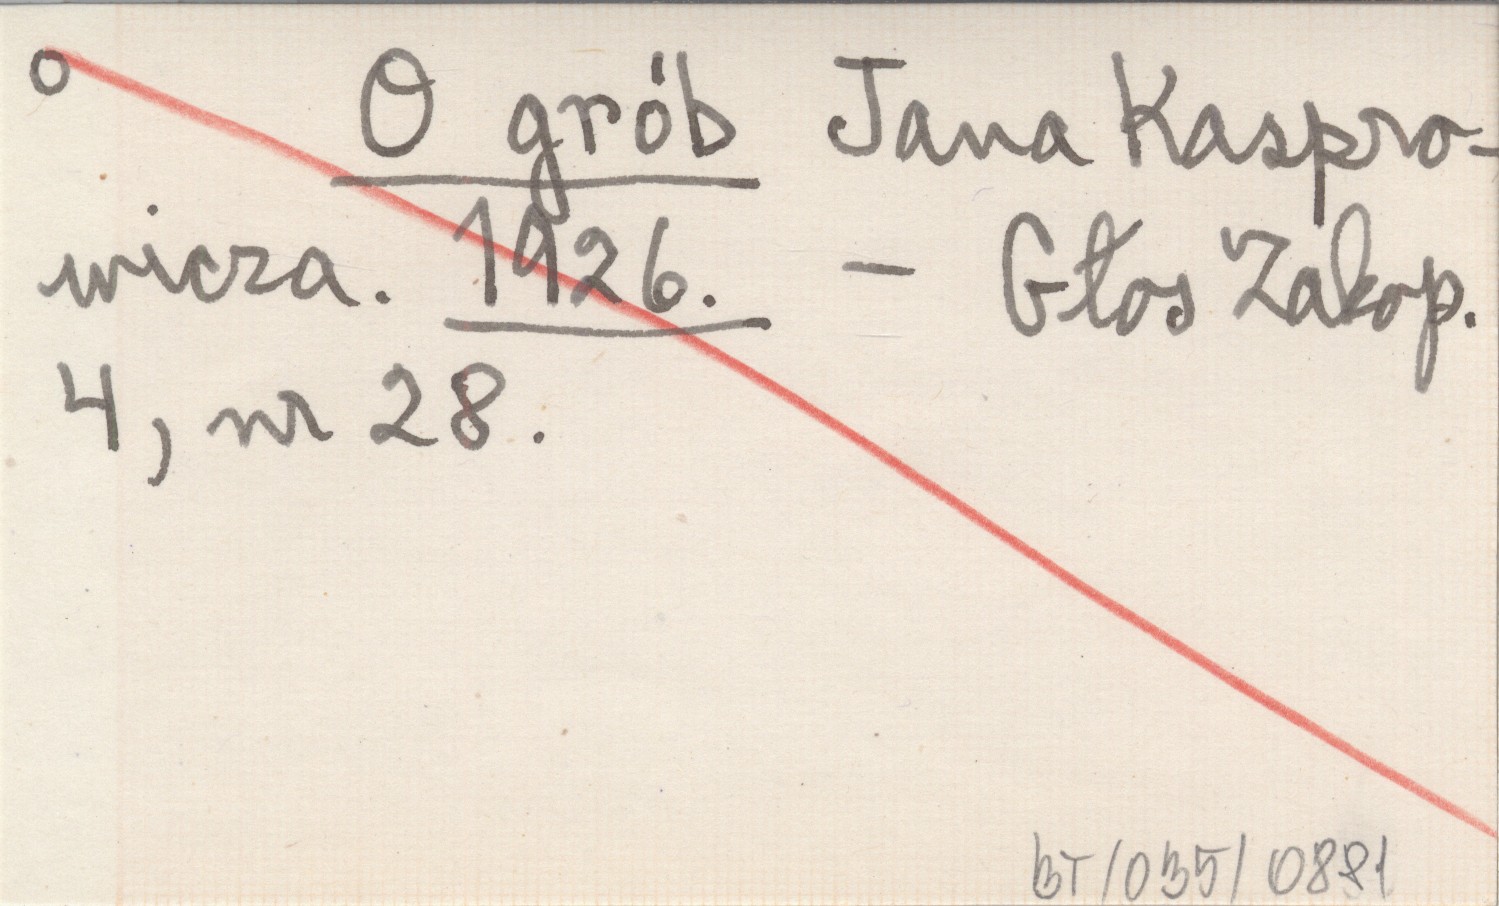 o O grób Jana Kaspro-
wicza. 1926. – Głos Zakop.
4, nr 28.
BT/035/0881